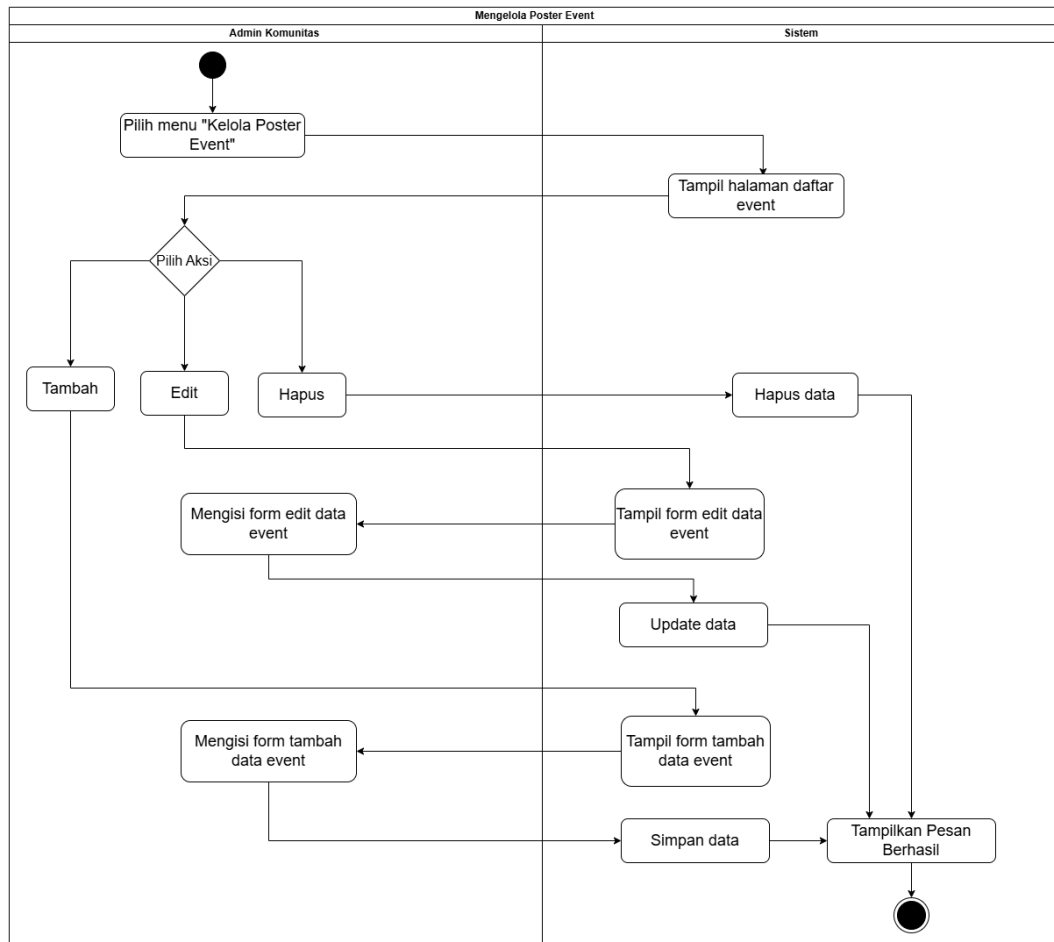 Mengelola Poster Event
Admin Komunitas
Sistem
Pilih menu "Kelola Poster
Event"
Tampil halaman daftar
event
Pilih Aksi
Tambah
Edit
Hapus
Hapus data
Mengisi form edit data
event
Tampil form edit data
event
Update data
Mengisi form tambah
data event
Tampil form tambah
data event
Simpan data
Tampilkan Pesan
Berhasil